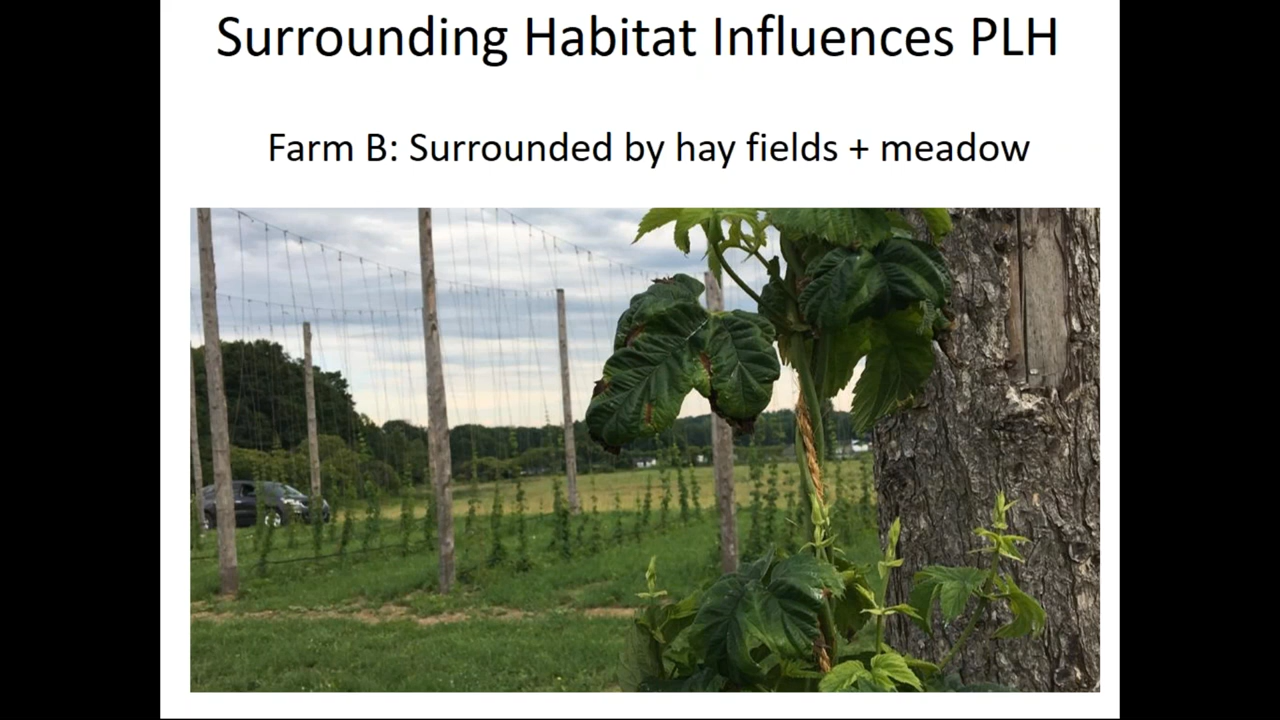 Surrounding Habitat Influences PLH
Farm B: Surrounded by hay fields + meadow